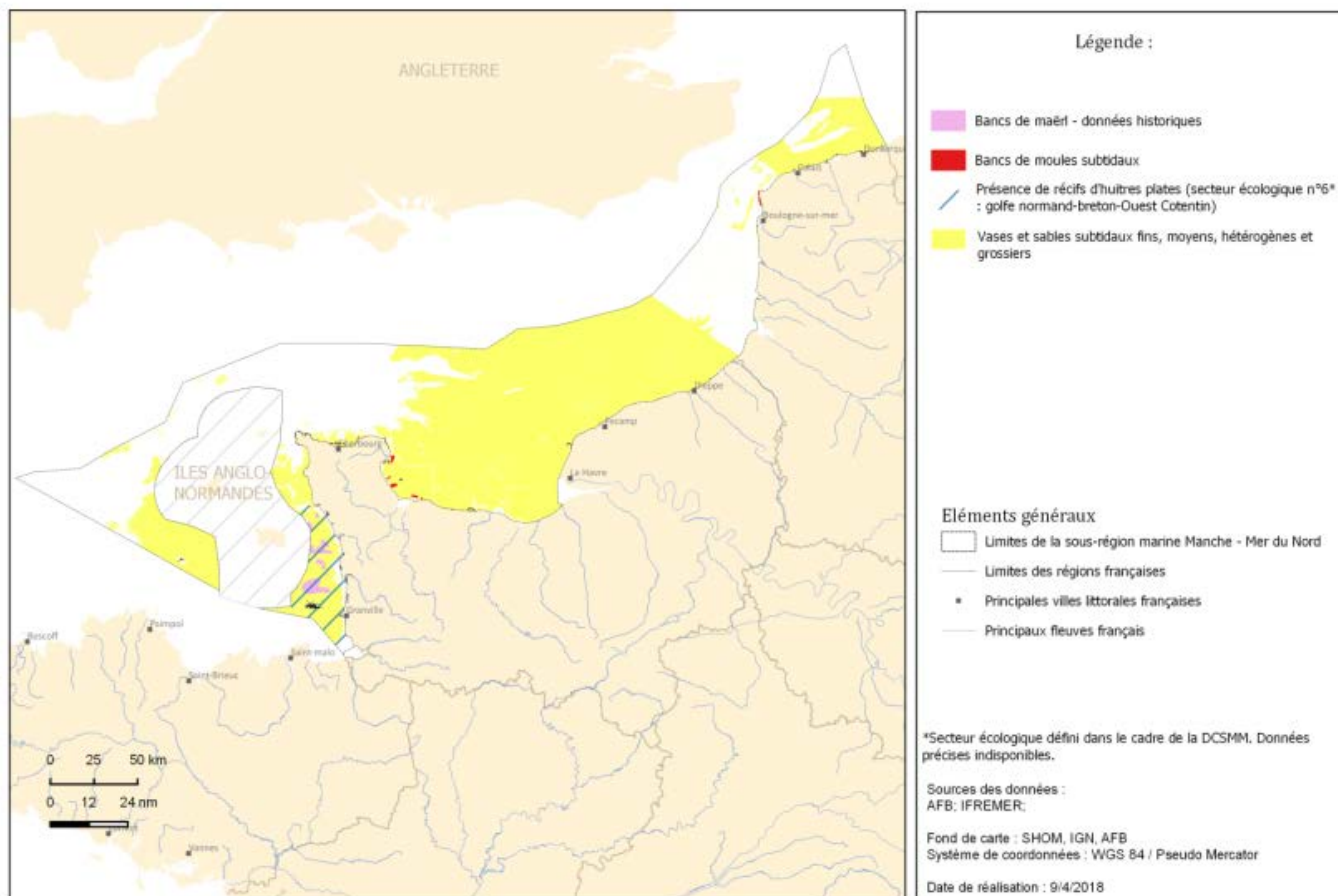 ANGLETERRE
Dunkerque
Calais
Boulogne-sur-mer
Dieppe
Fecamp
Cherbourg
Le Havre
ILES ANGLO-
NORMANDES
Granville
Paimpol
Roscoff
Saint-malo
Saint-Brieuc
0 25 50 km
0 12 24 nm
Vannes
Légende :
Bancs de maërl - données historiques
Bancs de moules subtidaux
Présence de récifs d'huitres plates (secteur écologique n°6*
: golfe normand-breton-Ouest Cotentin)
Vases et sables subtidaux fins, moyens, hétérogènes et
grossiers
Eléments généraux
Limites de la sous-région marine Manche - Mer du Nord
Limites des régions françaises
Principales villes littorales françaises
Principaux fleuves français
*Secteur écologique défini dans le cadre de la DCSMM. Données
précises indisponibles.
Sources des données :
AFB; IFREMER;
Fond de carte : SHOM, IGN, AFB
Système de coordonnées : WGS 84 / Pseudo Mercator
Date de réalisation : 9/4/2018